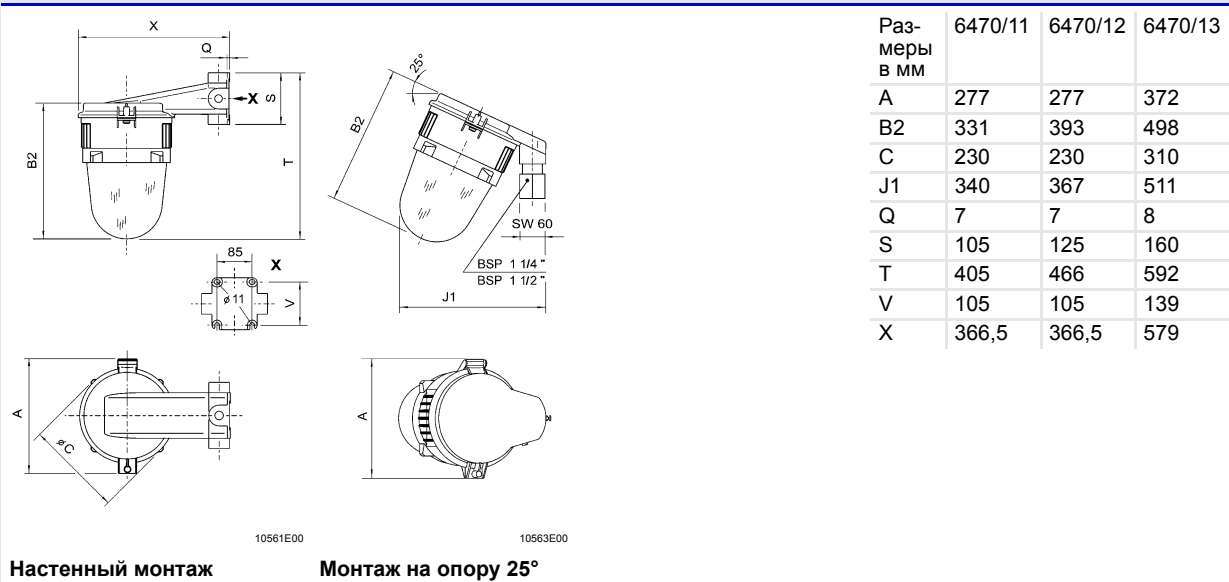 X
Q
X
S
B2
T
85
X
ø 11
V
A
ø C
10561E00
Настенный монтаж
25°
B2
SW 60
BSP 1 1/4 "
BSP 1 1/2 "
J1
A
10563E00
Монтаж на опору 25°
Раз-
меры
в мм
6470/11 6470/12 6470/13
A 277 277 372
B2 331 393 498
C 230 230 310
J1 340 367 511
Q 7 7 8
S 105 125 160
T 405 466 592
V 105 105 139
X 366,5 366,5 579